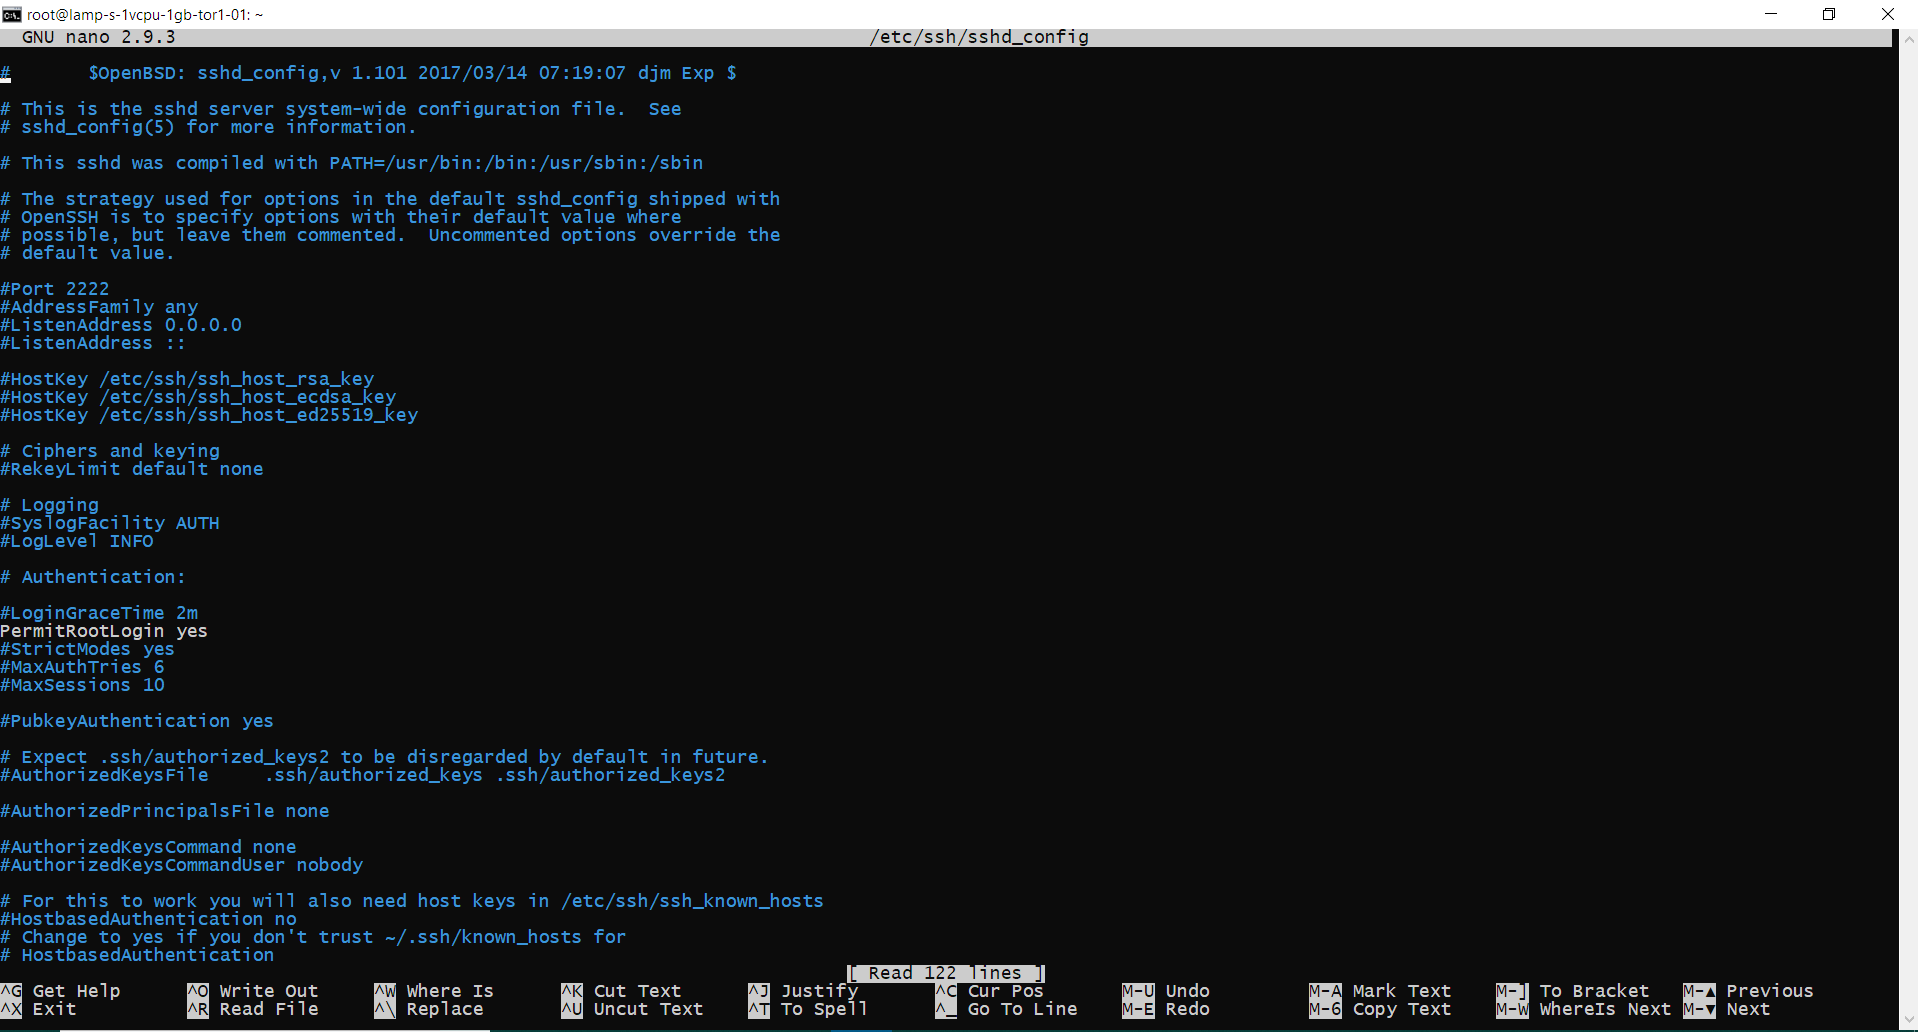 root@lamp-s-1vcpu-1gb-tor1-01: ~
GNU nano 2.9.3 /etc/ssh/sshd_config
# $OpenBSD: sshd_config,v 1.101 2017/03/14 07:19:07 djm Exp $
# This is the sshd server system-wide configuration file. See
# sshd_config(5) for more information.
# This sshd was compiled with PATH=/usr/bin:/bin:/usr/sbin:/sbin
# The strategy used for options in the default sshd_config shipped with
# OpenSSH is to specify options with their default value where
# possible, but leave them commented. Uncommented options override the
# default value.
#Port 2222
#AddressFamily any
#ListenAddress 0.0.0.0
#ListenAddress ::
#HostKey /etc/ssh/ssh_host_rsa_key
#HostKey /etc/ssh/ssh_host_ecdsa_key
#HostKey /etc/ssh/ssh_host_ed25519_key
# Ciphers and keying
#RekeyLimit default none
# Logging
#SyslogFacility AUTH
#LogLevel INFO
# Authentication:
#LoginGraceTime 2m
PermitRootLogin yes
#StrictModes yes
#MaxAuthTries 6
#MaxSessions 10
#PubkeyAuthentication yes
# Expect .ssh/authorized_keys2 to be disregarded by default in future.
#AuthorizedKeysFile .ssh/authorized_keys .ssh/authorized_keys2
#AuthorizedPrincipalsFile none
#AuthorizedKeysCommand none
#AuthorizedKeysCommandUser nobody
# For this to work you will also need host keys in /etc/ssh/ssh_known_hosts
#HostbasedAuthentication no
# Change to yes if you don't trust ~/.ssh/known_hosts for
# HostbasedAuthentication
[ Read 122 lines ]
^G Get Help ^O Write Out ^W Where Is ^K Cut Text ^J Justify ^C Cur Pos M-U Undo M-A Mark Text M-] To Bracket M-▲ Previous
^X Exit ^R Read File ^\ Replace ^U Uncut Text ^T To Spell ^_ Go To Line M-E Redo M-6 Copy Text M-W WhereIs Next M-▼ Next